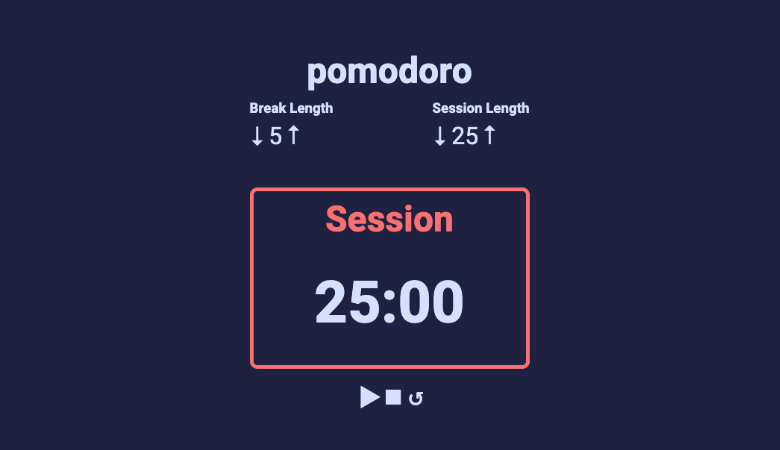 pomodoro
Break Length Session Length
↓ 5 ↑ ↓ 25 ↑
Session
25:00
▶ ■ ↺